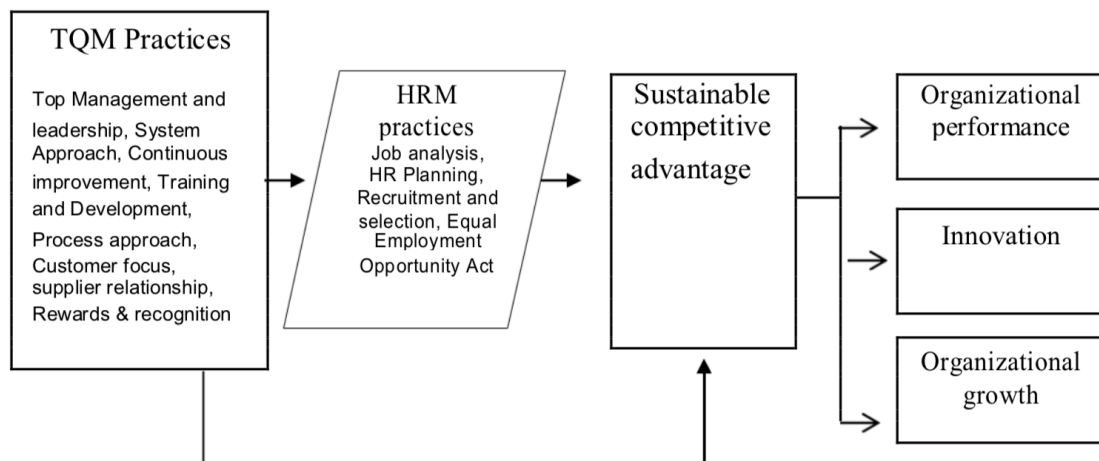 TQM Practices
Top Management and
leadership, System
Approach, Continuous
improvement, Training
and Development,
Process approach,
Customer focus,
supplier relationship,
Rewards & recognition
HRM
practices
Job analysis,
HR Planning,
Recruitment and
selection, Equal
Employment
Opportunity Act
Sustainable
competitive
advantage
Organizational
performance
Innovation
Organizational
growth